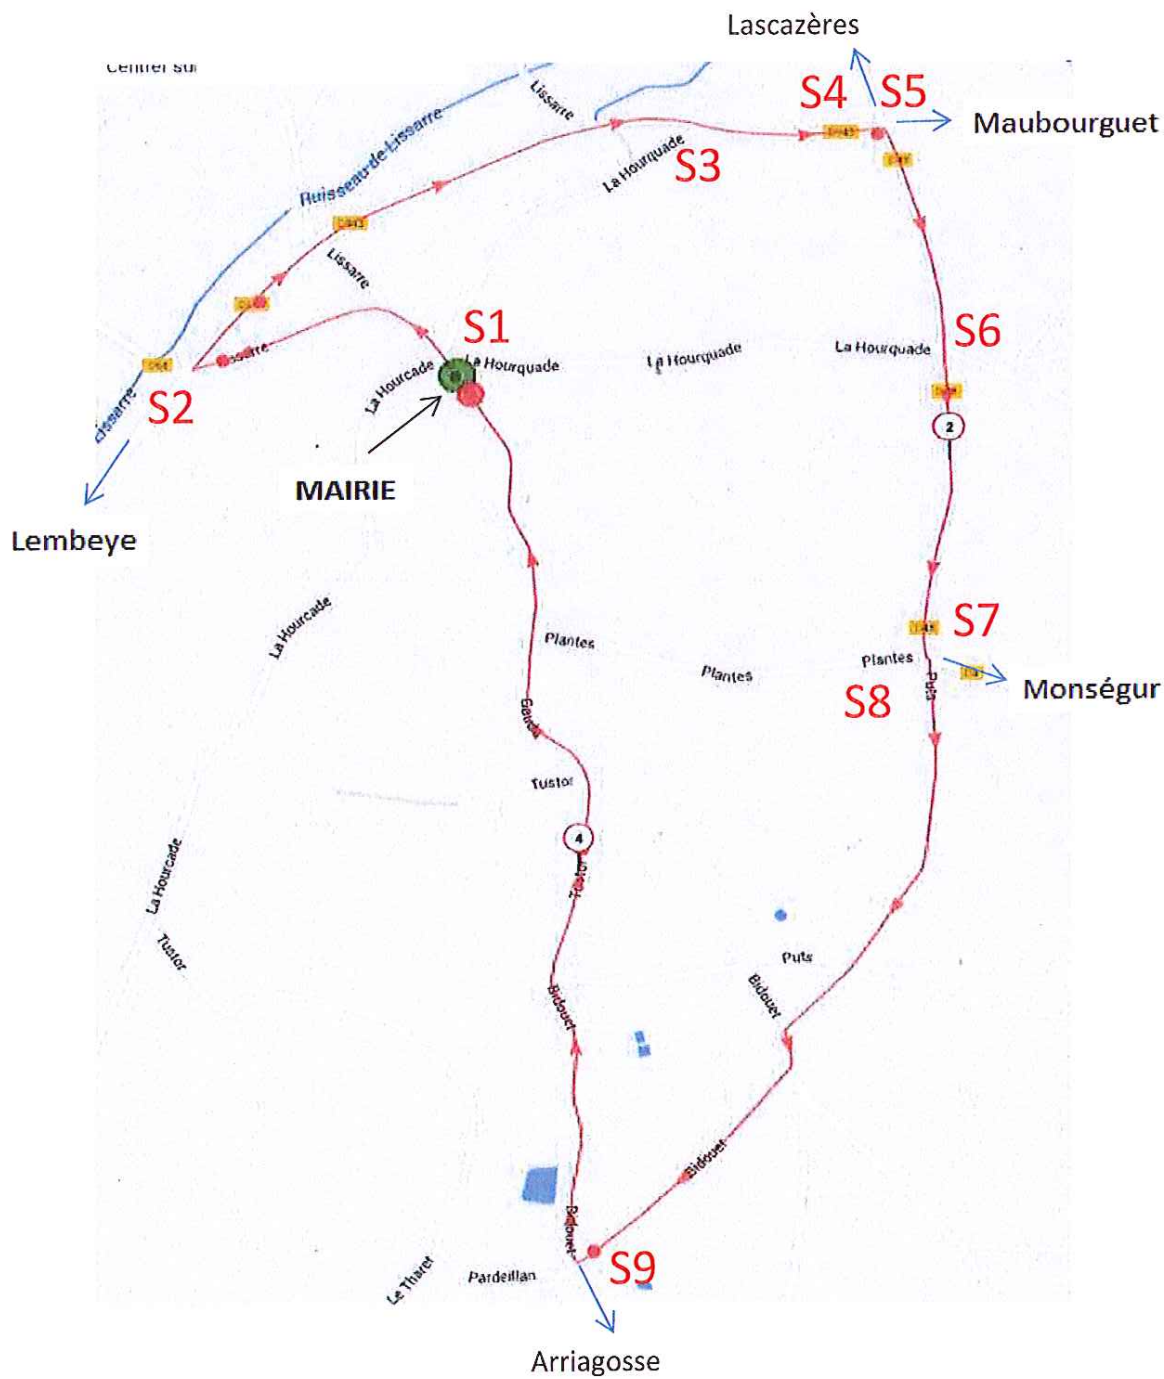 Lascazères
Centrer sur
S4
S5
Maubourguet
Lissarre
Ruisseau de Lissarre
La Hourquade
S3
Lissarre
S1
S6
La Hourcade
La Hourquade
La Hourquade
La Hourquade
Lissarre
S2
2
MAIRIE
Lembeye
La Hourcade
Plantes
Plantes
Plantes
S7
Puts
Monségur
S8
Tustor
4
Tustor
La Hourcade
Tustor
Puts
Bidouet
Bidouet
Bidouet
Bidouet
S9
Le Tharet
Pardeillan
Arriagosse